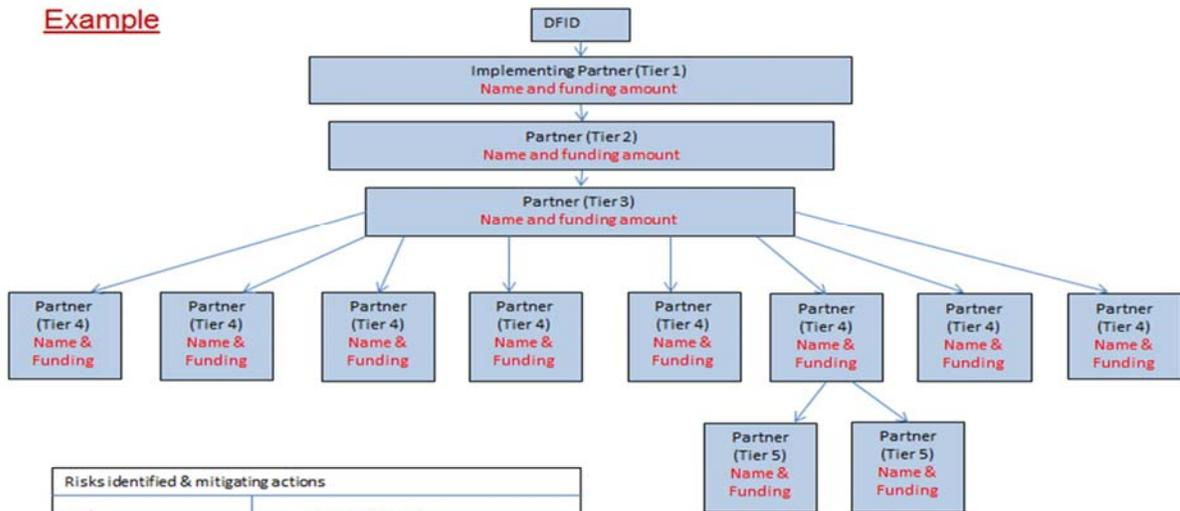 Example
DFID
Implementing Partner (Tier 1)
Name and funding amount
Partner (Tier 2)
Name and funding amount
Partner (Tier 3)
Name and funding amount
Partner
(Tier 4)
Name &
Funding
Partner
(Tier 4)
Name &
Funding
Partner
(Tier 4)
Name &
Funding
Partner
(Tier 4)
Name &
Funding
Partner
(Tier 4)
Name &
Funding
Partner
(Tier 4)
Name &
Funding
Partner
(Tier 4)
Name &
Funding
Partner
(Tier 4)
Name &
Funding
Partner
(Tier 5)
Name &
Funding
Partner
(Tier 5)
Name &
Funding
Risks identified & mitigating actions